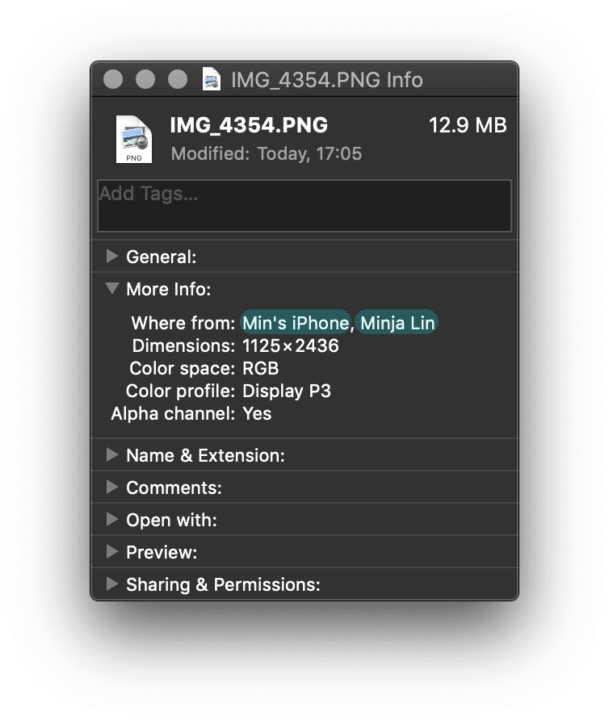 IMG_4354.PNG Info
IMG_4354.PNG 12.9 MB
Modified: Today, 17:05
PNG
Add Tags...
General:
More Info:
Where from: Min's iPhone, Minja Lin
Dimensions: 1125×2436
Color space: RGB
Color profile: Display P3
Alpha channel: Yes
Name & Extension:
Comments:
Open with:
Preview:
Sharing & Permissions: